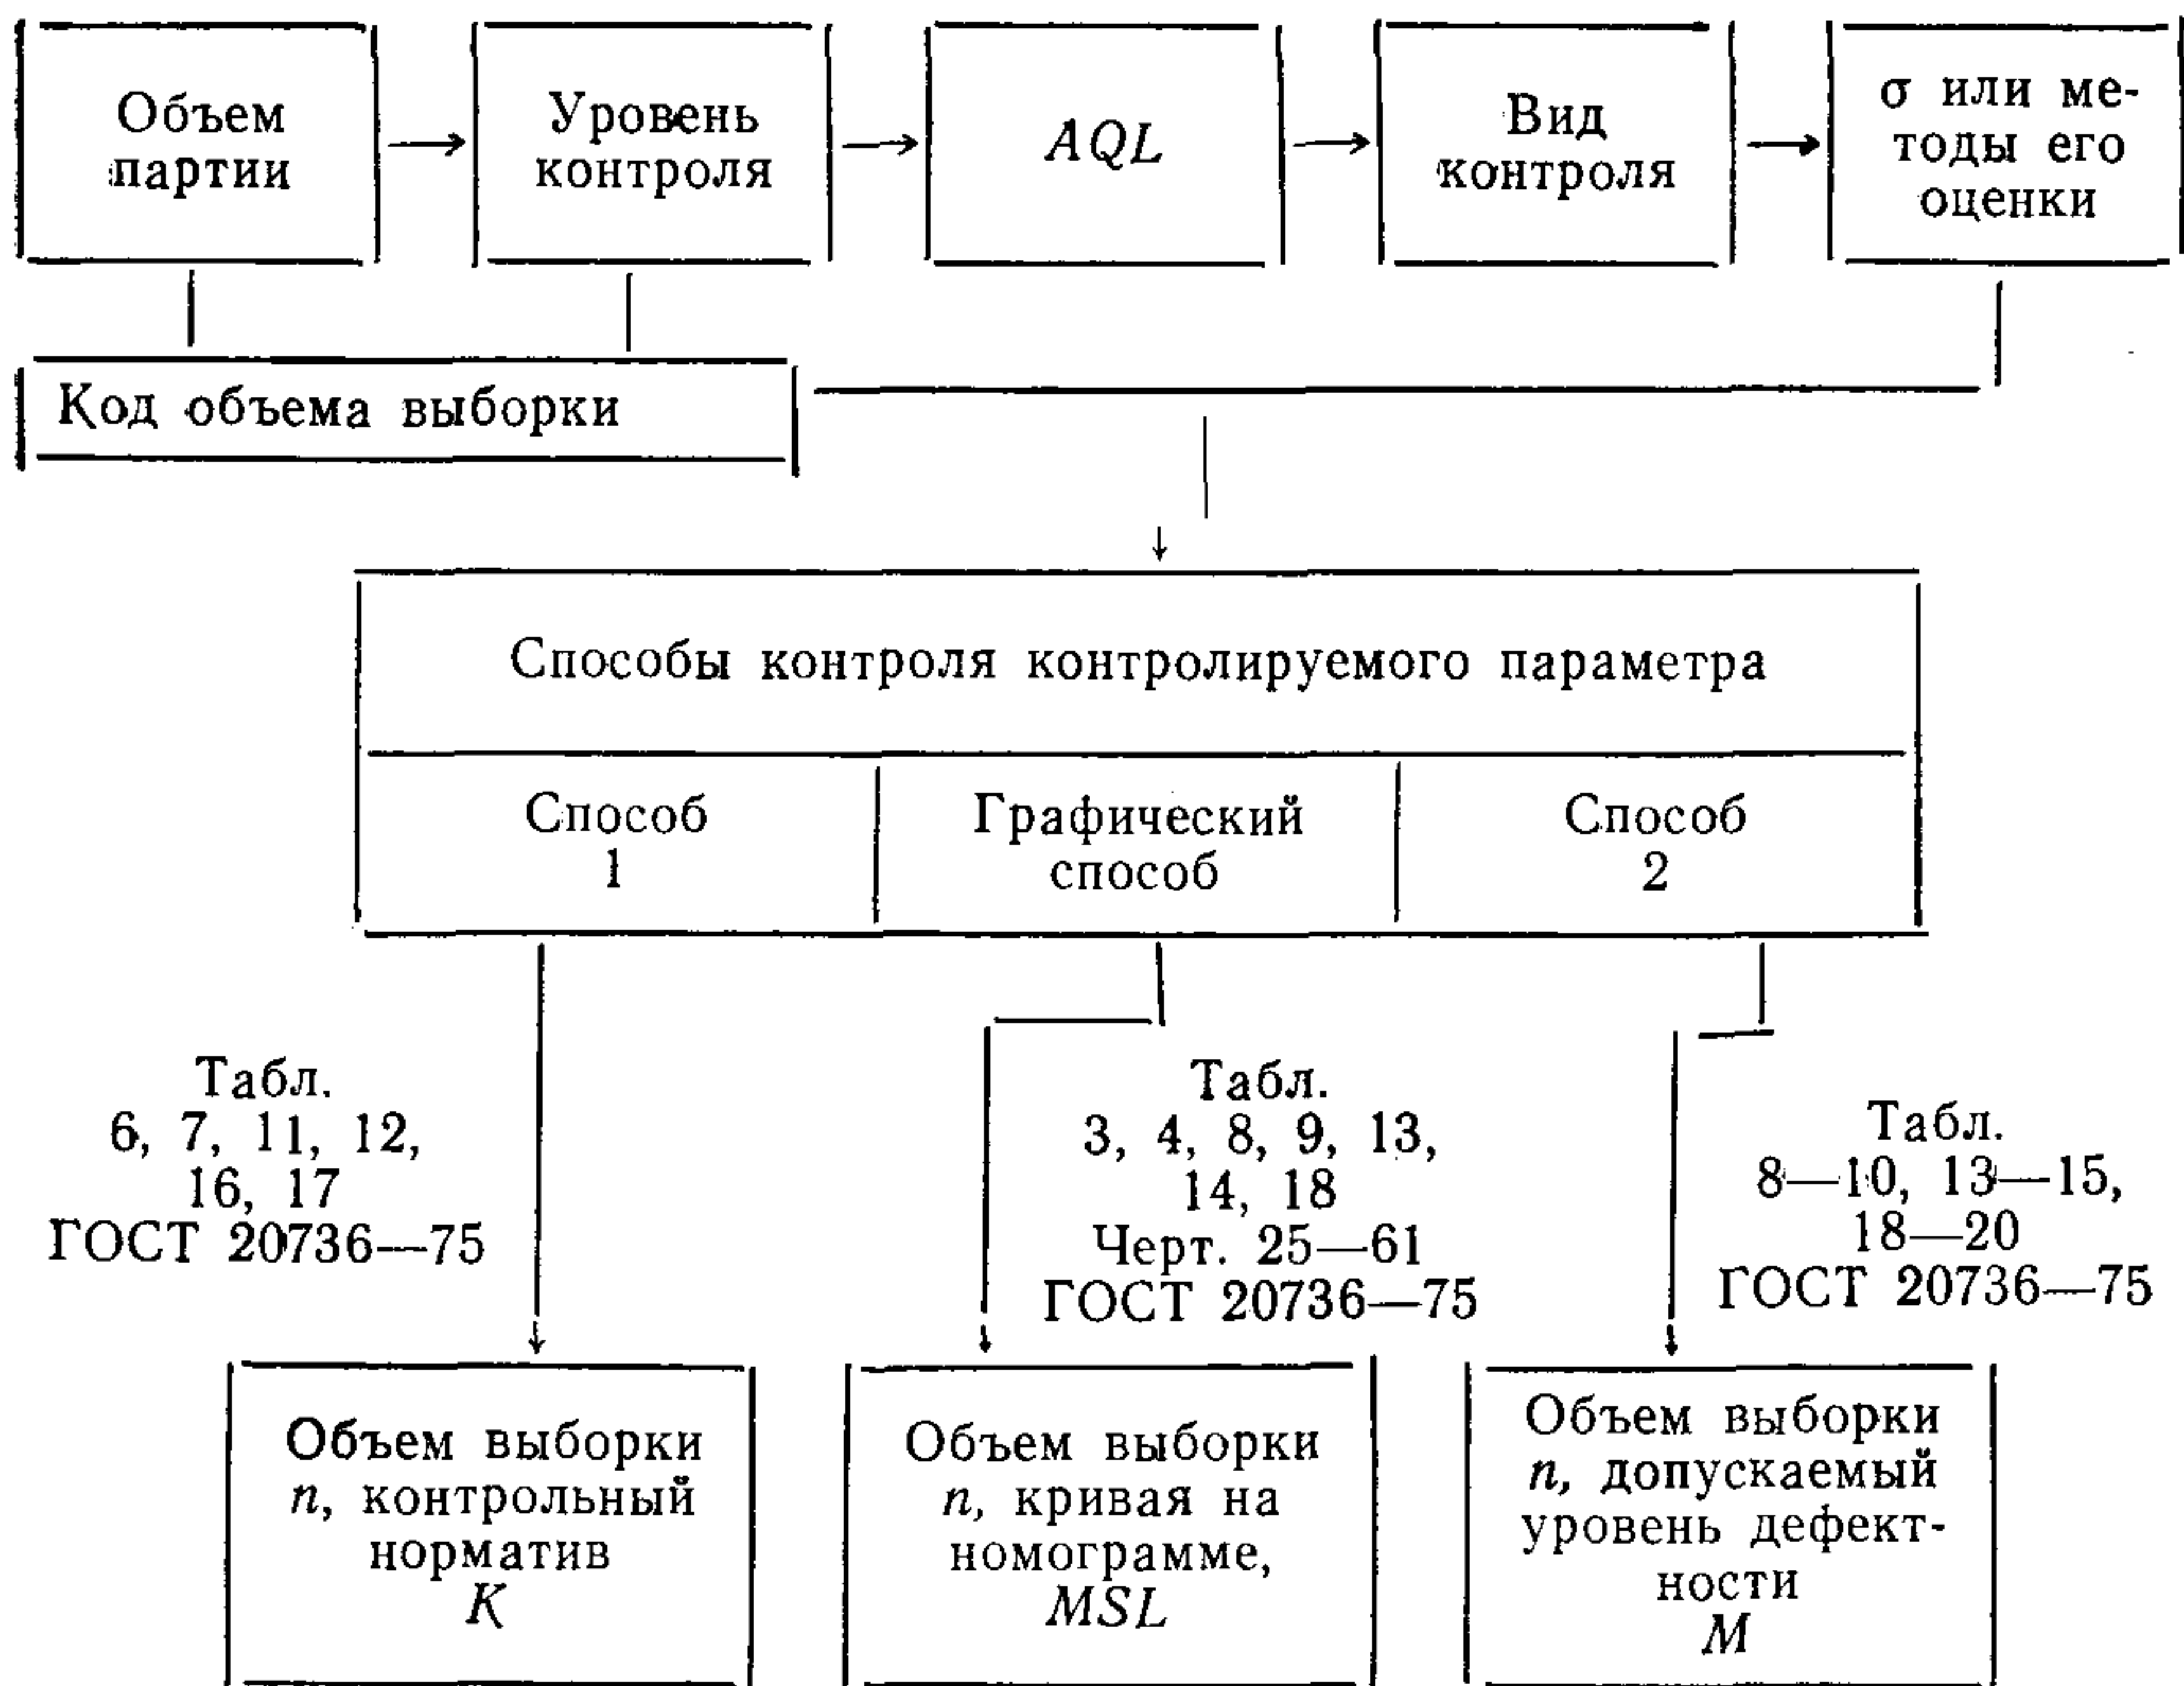 Объем
партии
Уровень
контроля
AQL
Вид
контроля
σ или ме-
тоды его
оценки
Код объема выборки
Способы контроля контролируемого параметра
Способ
1
Графический
способ
Способ
2
Табл.
6, 7, 11, 12,
16, 17
ГОСТ 20736—75
Табл.
3, 4, 8, 9, 13,
14, 18
Черт. 25—61
ГОСТ 20736—75
Табл.
8—10, 13—15,
18—20
ГОСТ 20736—75
Объем выборки
n, контрольный
норматив
K
Объем выборки
n, кривая на
номограмме,
MSL
Объем выборки
n, допускаемый
уровень дефект-
ности
M